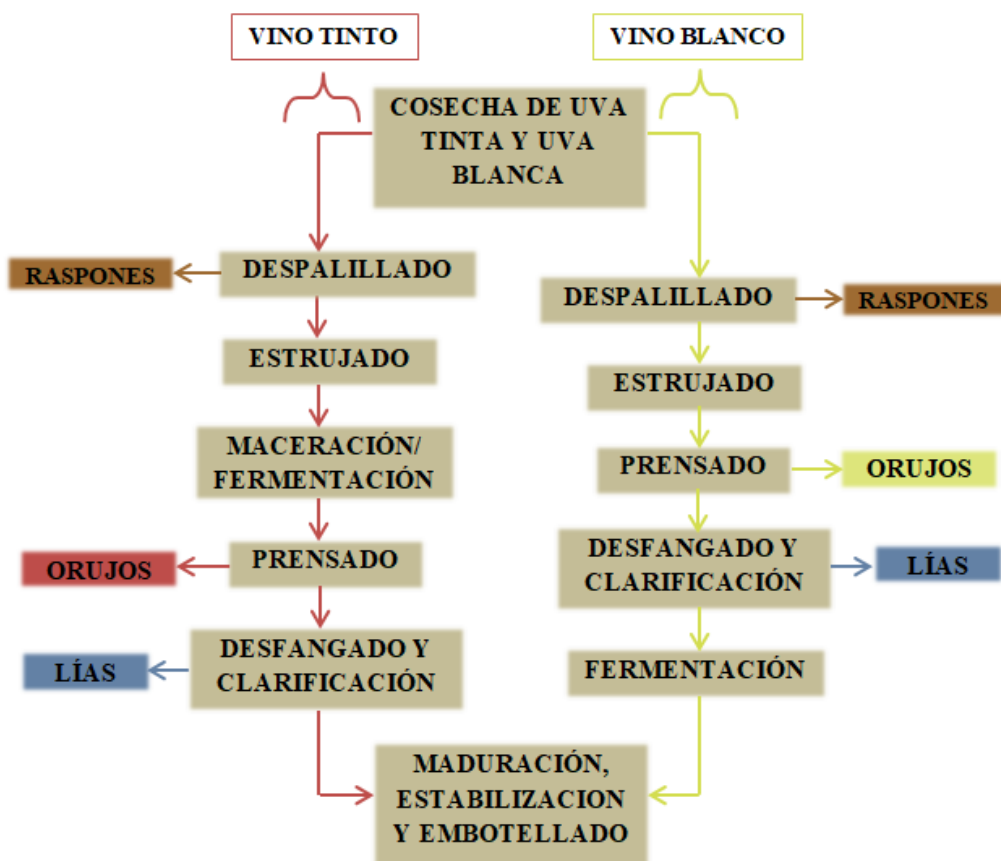 VINO TINTO
VINO BLANCO
COSECHA DE UVA
TINTA Y UVA
BLANCA
RASPONES
DESPALILLADO
DESPALILLADO
RASPONES
ESTRUJADO
ESTRUJADO
MACERACIÓN/
FERMENTACIÓN
PRENSADO
ORUJOS
ORUJOS
PRENSADO
DESFANGADO Y
CLARIFICACIÓN
LÍAS
LÍAS
DESFANGADO Y
CLARIFICACIÓN
FERMENTACIÓN
MADURACIÓN,
ESTABILIZACION
Y EMBOTELLADO